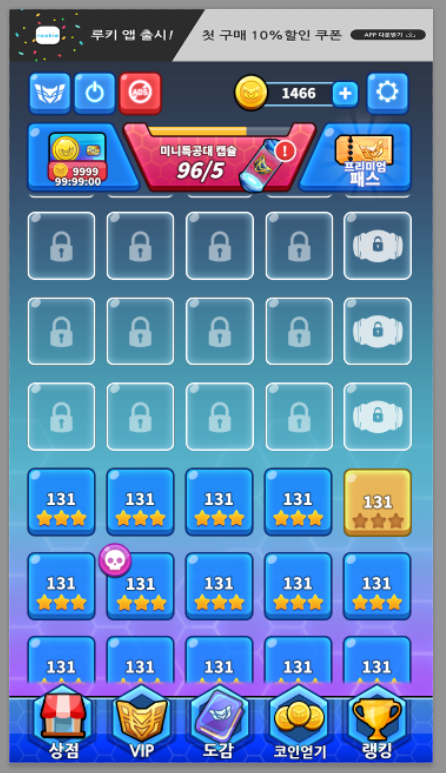 rookie
루키 앱 출시!
첫 구매 10%할인 쿠폰
APP 다운받기
ADS
1466
9999
99:99:00
미니특공대 캡슐
96/5
프리미엄
패스
131 131 131 131 131
131 131 131 131 131
131 131 131 131 131
상점 VIP 도감 코인얻기 랭킹